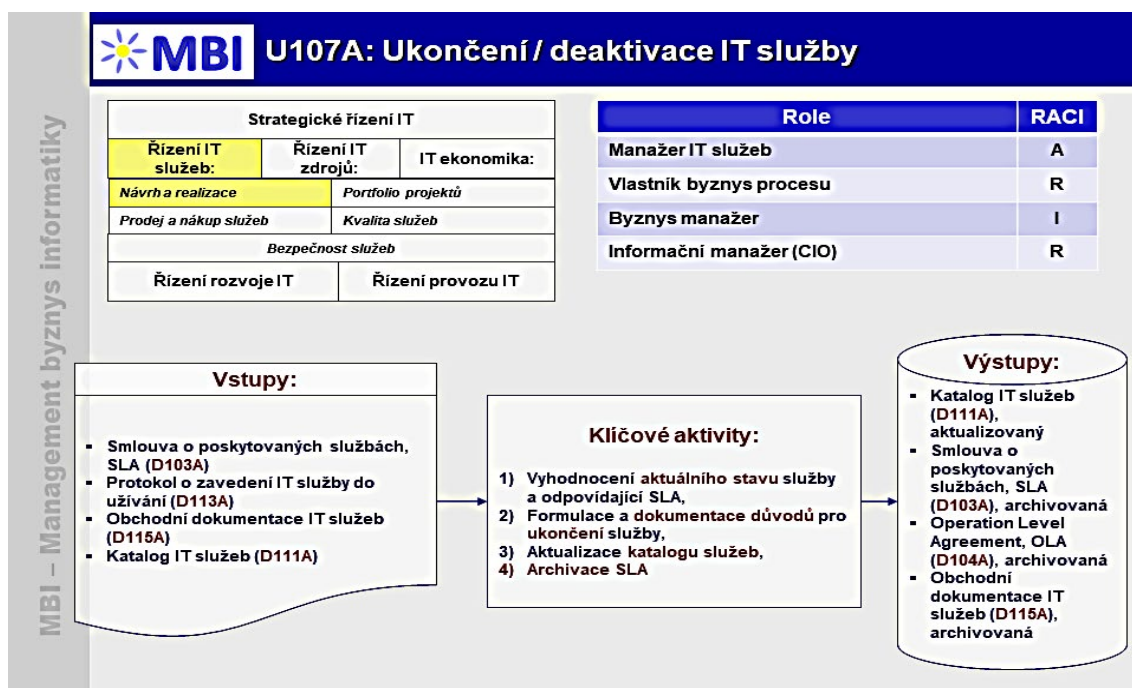 MBI
U107A: Ukončení / deaktivace IT služby
MBI – Management byznys informatiky
Strategické řízení IT
Řízení IT
služeb:
Řízení IT
zdrojů:
IT ekonomika:
Návrh a realizace
Portfolio projektů
Prodej a nákup služeb
Kvalita služeb
Bezpečnost služeb
Řízení rozvoje IT
Řízení provozu IT
Role RACI
Manažer IT služeb A
Vlastník byznys procesu R
Byznys manažer I
Informační manažer (CIO) R
Vstupy:
▪ Smlouva o poskytovaných službách,
SLA (D103A)
▪ Protokol o zavedení IT služby do
užívání (D113A)
▪ Obchodní dokumentace IT služeb
(D115A)
▪ Katalog IT služeb (D111A)
Klíčové aktivity:
1) Vyhodnocení aktuálního stavu služby
a odpovídající SLA,
2) Formulace a dokumentace důvodů pro
ukončení služby,
3) Aktualizace katalogu služeb,
4) Archivace SLA
Výstupy:
▪ Katalog IT služeb
(D111A),
aktualizovaný
▪ Smlouva o
poskytovaných
službách, SLA
(D103A), archivovaná
▪ Operation Level
Agreement, OLA
(D104A), archivovaná
▪ Obchodní
dokumentace IT
služeb (D115A),
archivovaná